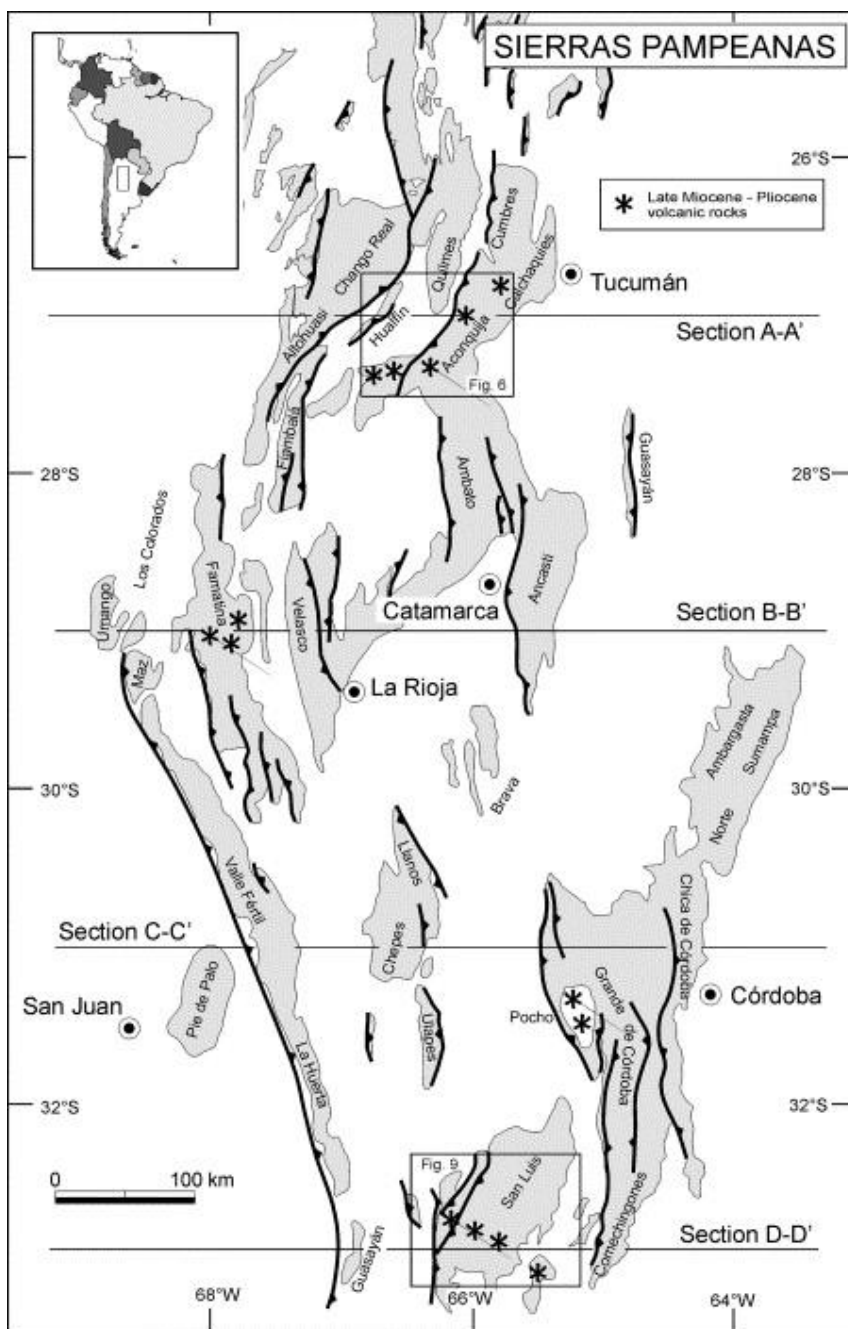 SIERRAS PAMPEANAS
26°S
Late Miocene - Pliocene
volcanic rocks
Cumbres
Calchaquies
Quilmes
Chango Real
Tucumán
Hualfín
Aconquija
Section A-A'
Fig. 6
Fiambalá
28°S
28°S
Ambato
Guasayán
Los Colorados
Famatina
Ancasti
Umango
Velasco
Catamarca
Section B-B'
Maz
La Rioja
Ambargasta
Sumampa
30°S
30°S
Brava
Norte
Llanos
Valle Fértil
Chica de Córdoba
Section C-C'
Chepes
Grande
de Córdoba
Pie de Palo
San Juan
Pocho
Córdoba
Ulapes
La Huerta
32°S
32°S
Fig. 9
0
100 km
San Luis
Comechingones
Section D-D'
Guasayán
68°W
66°W
64°W